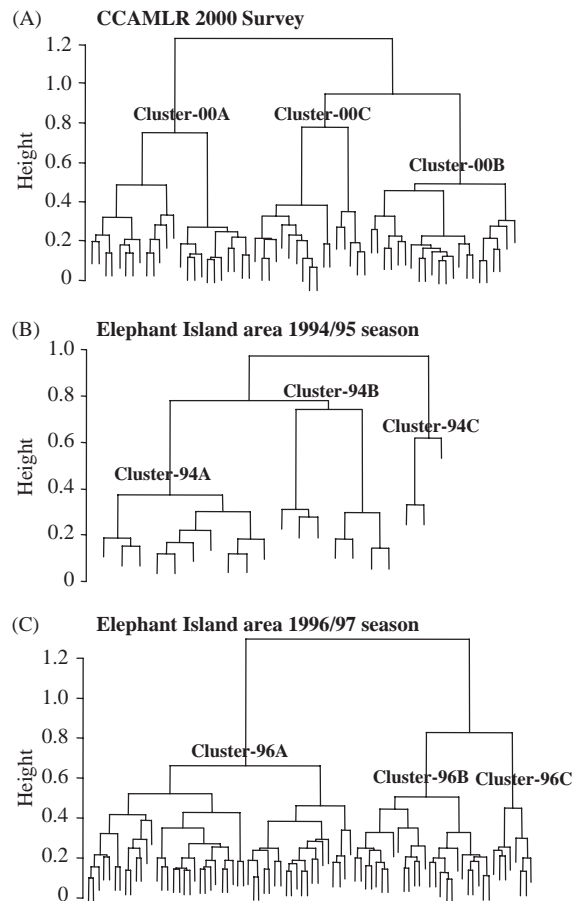 (A) CCAMLR 2000 Survey
1.2
1.0
0.8
0.6
0.4
0.2
0
Height
Cluster-00A
Cluster-00C
Cluster-00B
(B) Elephant Island area 1994/95 season
1.0
0.8
0.6
0.4
0.2
0
Height
Cluster-94B
Cluster-94C
Cluster-94A
(C) Elephant Island area 1996/97 season
1.2
1.0
0.8
0.6
0.4
0.2
0
Height
Cluster-96A
Cluster-96B
Cluster-96C